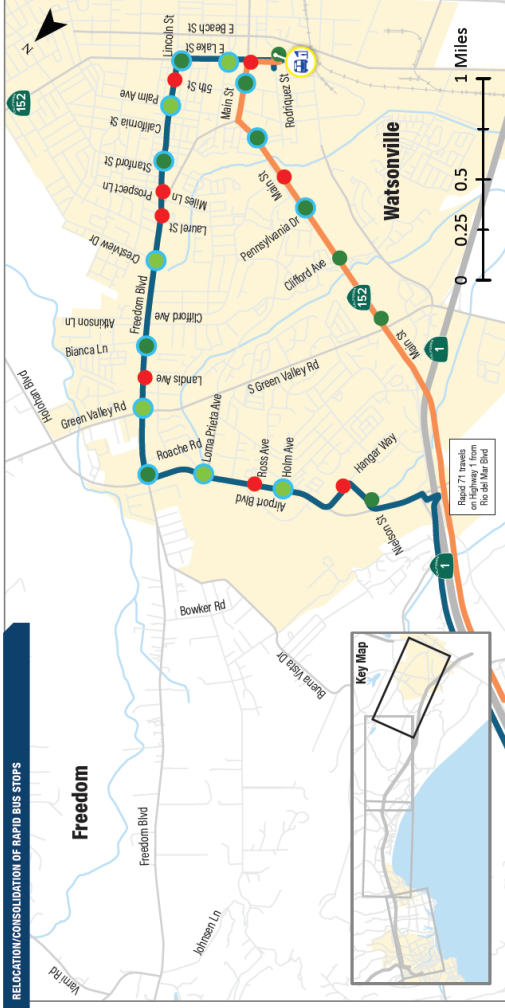 RELOCATION/CONSOLIDATION OF RAPID BUS STOPS
Freedom
Varni Rd
Freedom Blvd
Johnsen Ln
Bowker Rd
Buena Vista Dr
Holohan Blvd
Green Valley Rd
Roache Rd
Loma Prieta Ave
Ross Ave
Holm Ave
Airport Blvd
Hangar Way
Nielson St
Landis Ave
S Green Valley Rd
Bianca Ln
Atkinson Ln
Clifford Ave
Freedom Blvd
Crestview Dr
Laurel St
Miles Ln
Prospect Ln
Stanford St
California St
Palm Ave
5th St
Lincoln St
E Lake St
E Beach St
Main St
Rodriquez St
Main St
Pennsylvania Dr
Clifford Ave
Main St
Watsonville
152
152
1
1
N
0
0.25
0.5
1 Miles
Rapid 71 travels
on Highway 1 from
Rio del Mar Blvd
Key Map